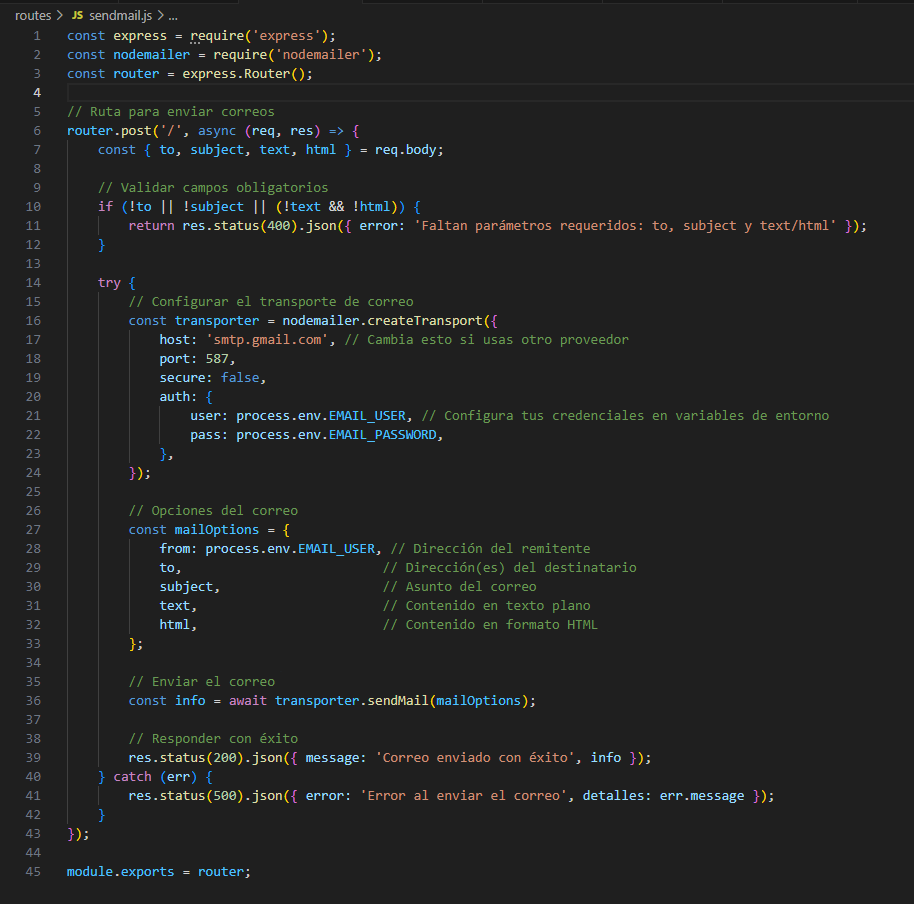 routes > JS sendmail.js > ...
1 const express = require('express');
2 const nodemailer = require('nodemailer');
3 const router = express.Router();
4
5 // Ruta para enviar correos
6 router.post('/', async (req, res) => {
7     const { to, subject, text, html } = req.body;
8
9     // Validar campos obligatorios
10     if (!to || !subject || (!text && !html)) {
11         return res.status(400).json({ error: 'Faltan parámetros requeridos: to, subject y text/html' });
12     }
13
14     try {
15         // Configurar el transporte de correo
16         const transporter = nodemailer.createTransport({
17             host: 'smtp.gmail.com', // Cambia esto si usas otro proveedor
18             port: 587,
19             secure: false,
20             auth: {
21                 user: process.env.EMAIL_USER, // Configura tus credenciales en variables de entorno
22                 pass: process.env.EMAIL_PASSWORD,
23             },
24         });
25
26         // Opciones del correo
27         const mailOptions = {
28             from: process.env.EMAIL_USER, // Dirección del remitente
29             to,                          // Dirección(es) del destinatario
30             subject,                     // Asunto del correo
31             text,                        // Contenido en texto plano
32             html,                        // Contenido en formato HTML
33         };
34
35         // Enviar el correo
36         const info = await transporter.sendMail(mailOptions);
37
38         // Responder con éxito
39         res.status(200).json({ message: 'Correo enviado con éxito', info });
40     } catch (err) {
41         res.status(500).json({ error: 'Error al enviar el correo', detalles: err.message });
42     }
43 });
44
45 module.exports = router;